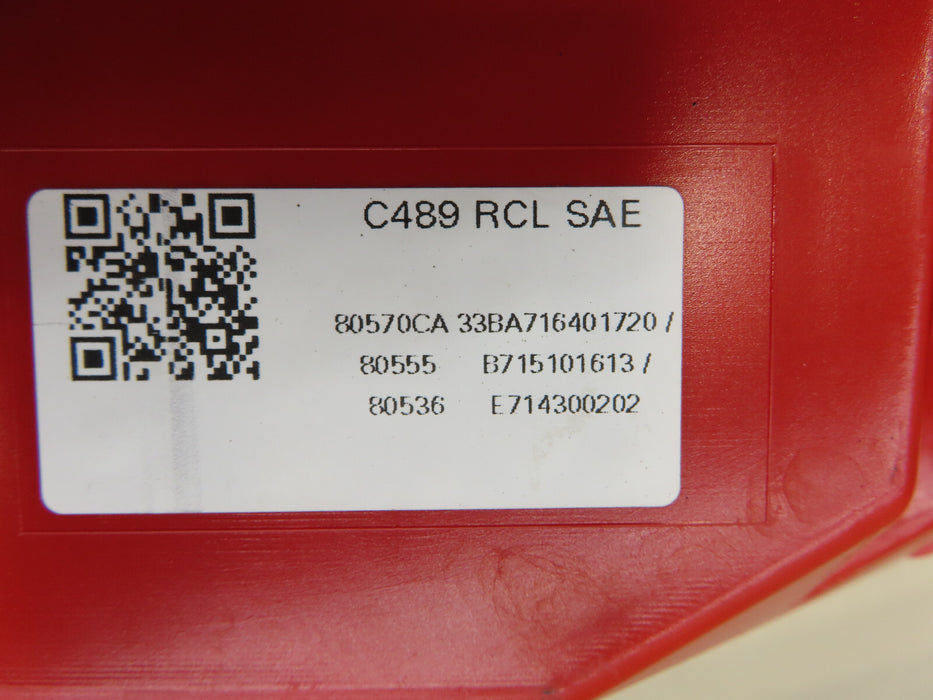 C489 RCL SAE
80570CA 33BA716401720 /
80555 B715101613 /
80536 E714300202